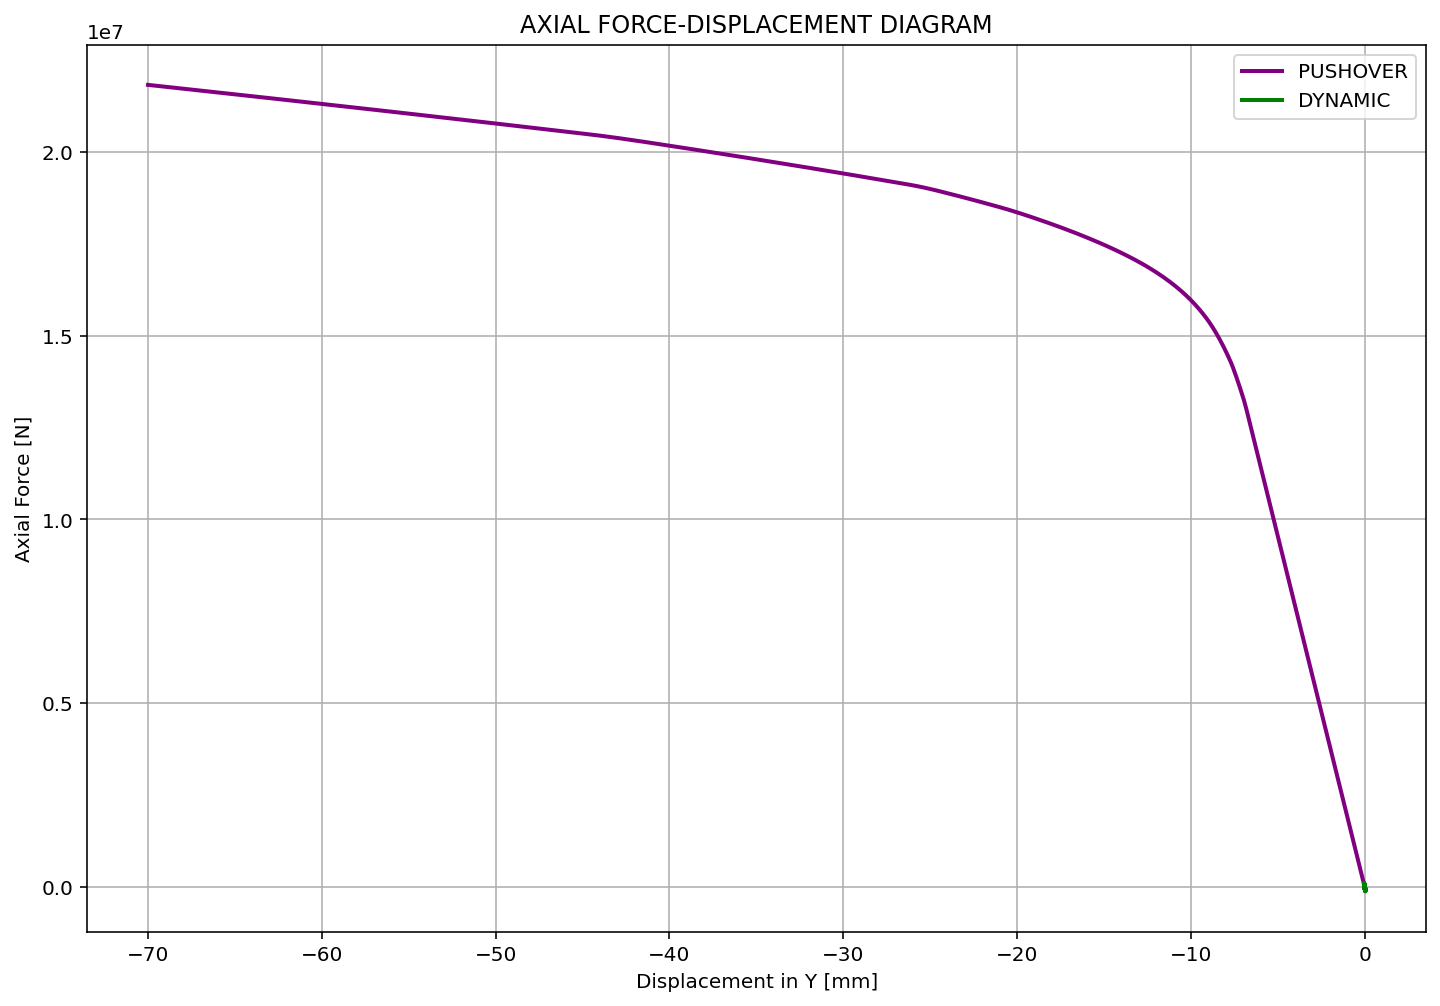 AXIAL FORCE-DISPLACEMENT DIAGRAM
1e7
PUSHOVER
DYNAMIC
2.0
1.5
1.0
0.5
0.0
Axial Force [N]
−70 −60 −50 −40 −30 −20 −10 0
Displacement in Y [mm]